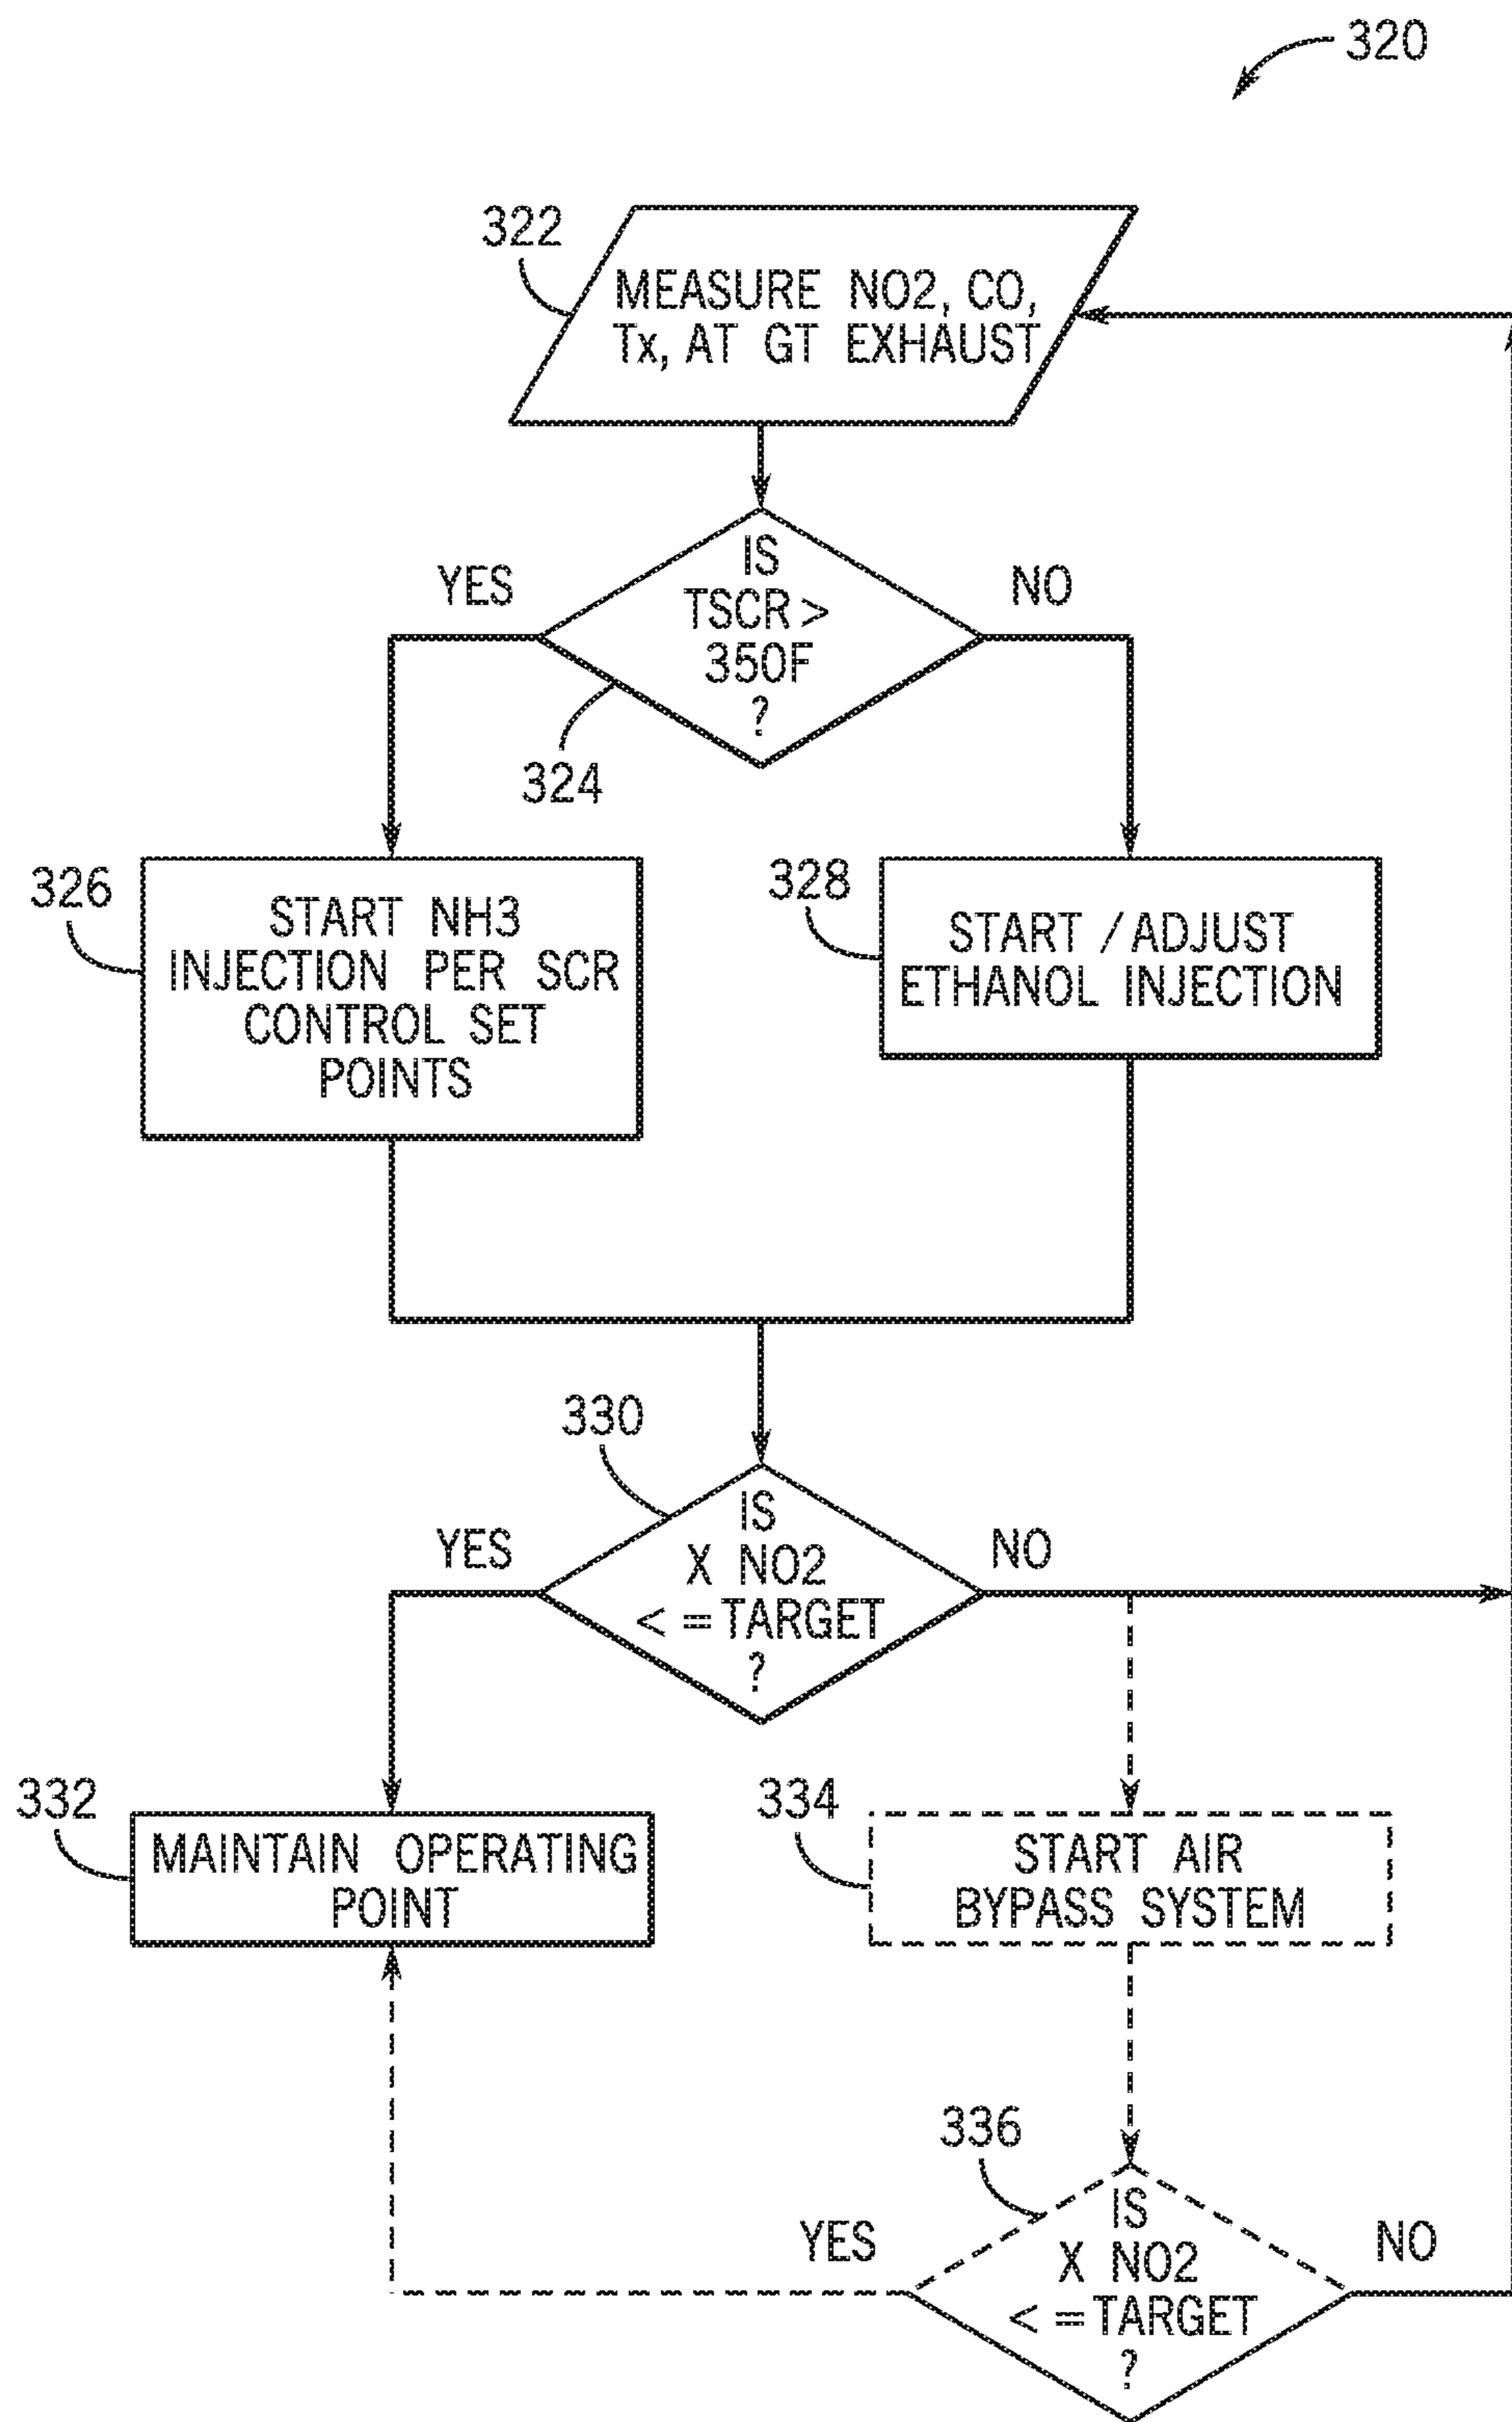 320
322
MEASURE NO2, CO,
Tx, AT GT EXHAUST
IS
TSCR >
350F
?
YES
NO
324
326
START NH3
INJECTION PER SCR
CONTROL SET
POINTS
328
START / ADJUST
ETHANOL INJECTION
330
IS
X NO2
< = TARGET
?
YES
NO
332
MAINTAIN OPERATING
POINT
334
START AIR
BYPASS SYSTEM
336
IS
X NO2
< = TARGET
?
YES
NO